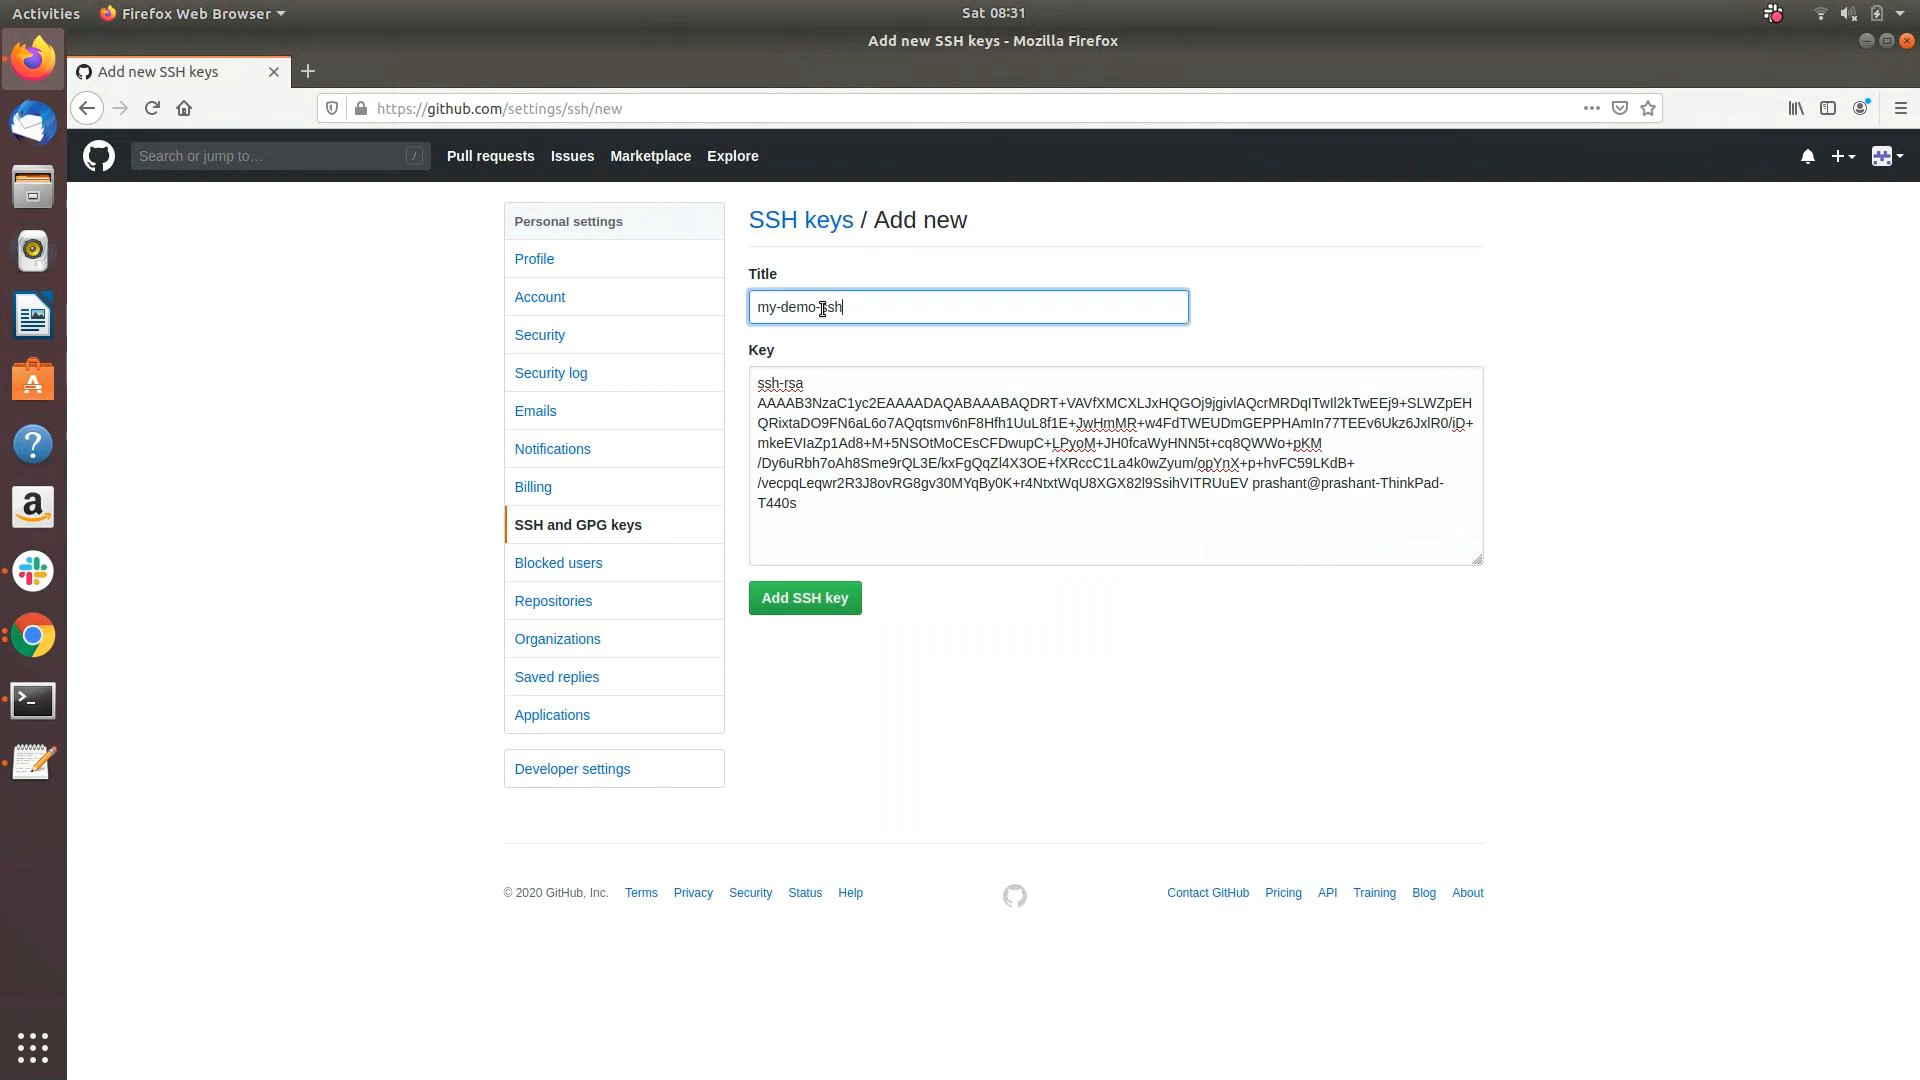 Activities Firefox Web Browser Sat 08:31
Add new SSH keys - Mozilla Firefox
Add new SSH keys
https://github.com/settings/ssh/new
Search or jump to… / Pull requests Issues Marketplace Explore
Personal settings
Profile
Account
Security
Security log
Emails
Notifications
Billing
SSH and GPG keys
Blocked users
Repositories
Organizations
Saved replies
Applications
Developer settings
SSH keys / Add new
Title
my-demo-ssh
Key
ssh-rsa
AAAAB3NzaC1yc2EAAAADAQABAAABAQDRT+VAVfXMCXLJxHQGOj9jgivlAQcrMRDqITwIl2kTwEEj9+SLWZpEH
QRixtaDO9FN6aL6o7AQqtsmv6nF8Hfh1UuL8f1E+JwHmMR+w4FdTWEUDmGEPPHAmIn77TEEv6Ukz6JxlR0/iD+
mkeEVIaZp1Ad8+M+5NSOtMoCEsCFDwupC+LPyoM+JH0fcaWyHNN5t+cq8QWWo+pKM
/Dy6uRbh7oAh8Sme9rQL3E/kxFgQqZl4X3OE+fXRccC1La4k0wZyum/opYnX+p+hvFC59LKdB+
/vecpqLeqwr2R3J8ovRG8gv30MYqBy0K+r4NtxtWqU8XGX82l9SsihVITRUuEV prashant@prashant-ThinkPad-
T440s
Add SSH key
© 2020 GitHub, Inc. Terms Privacy Security Status Help Contact GitHub Pricing API Training Blog About